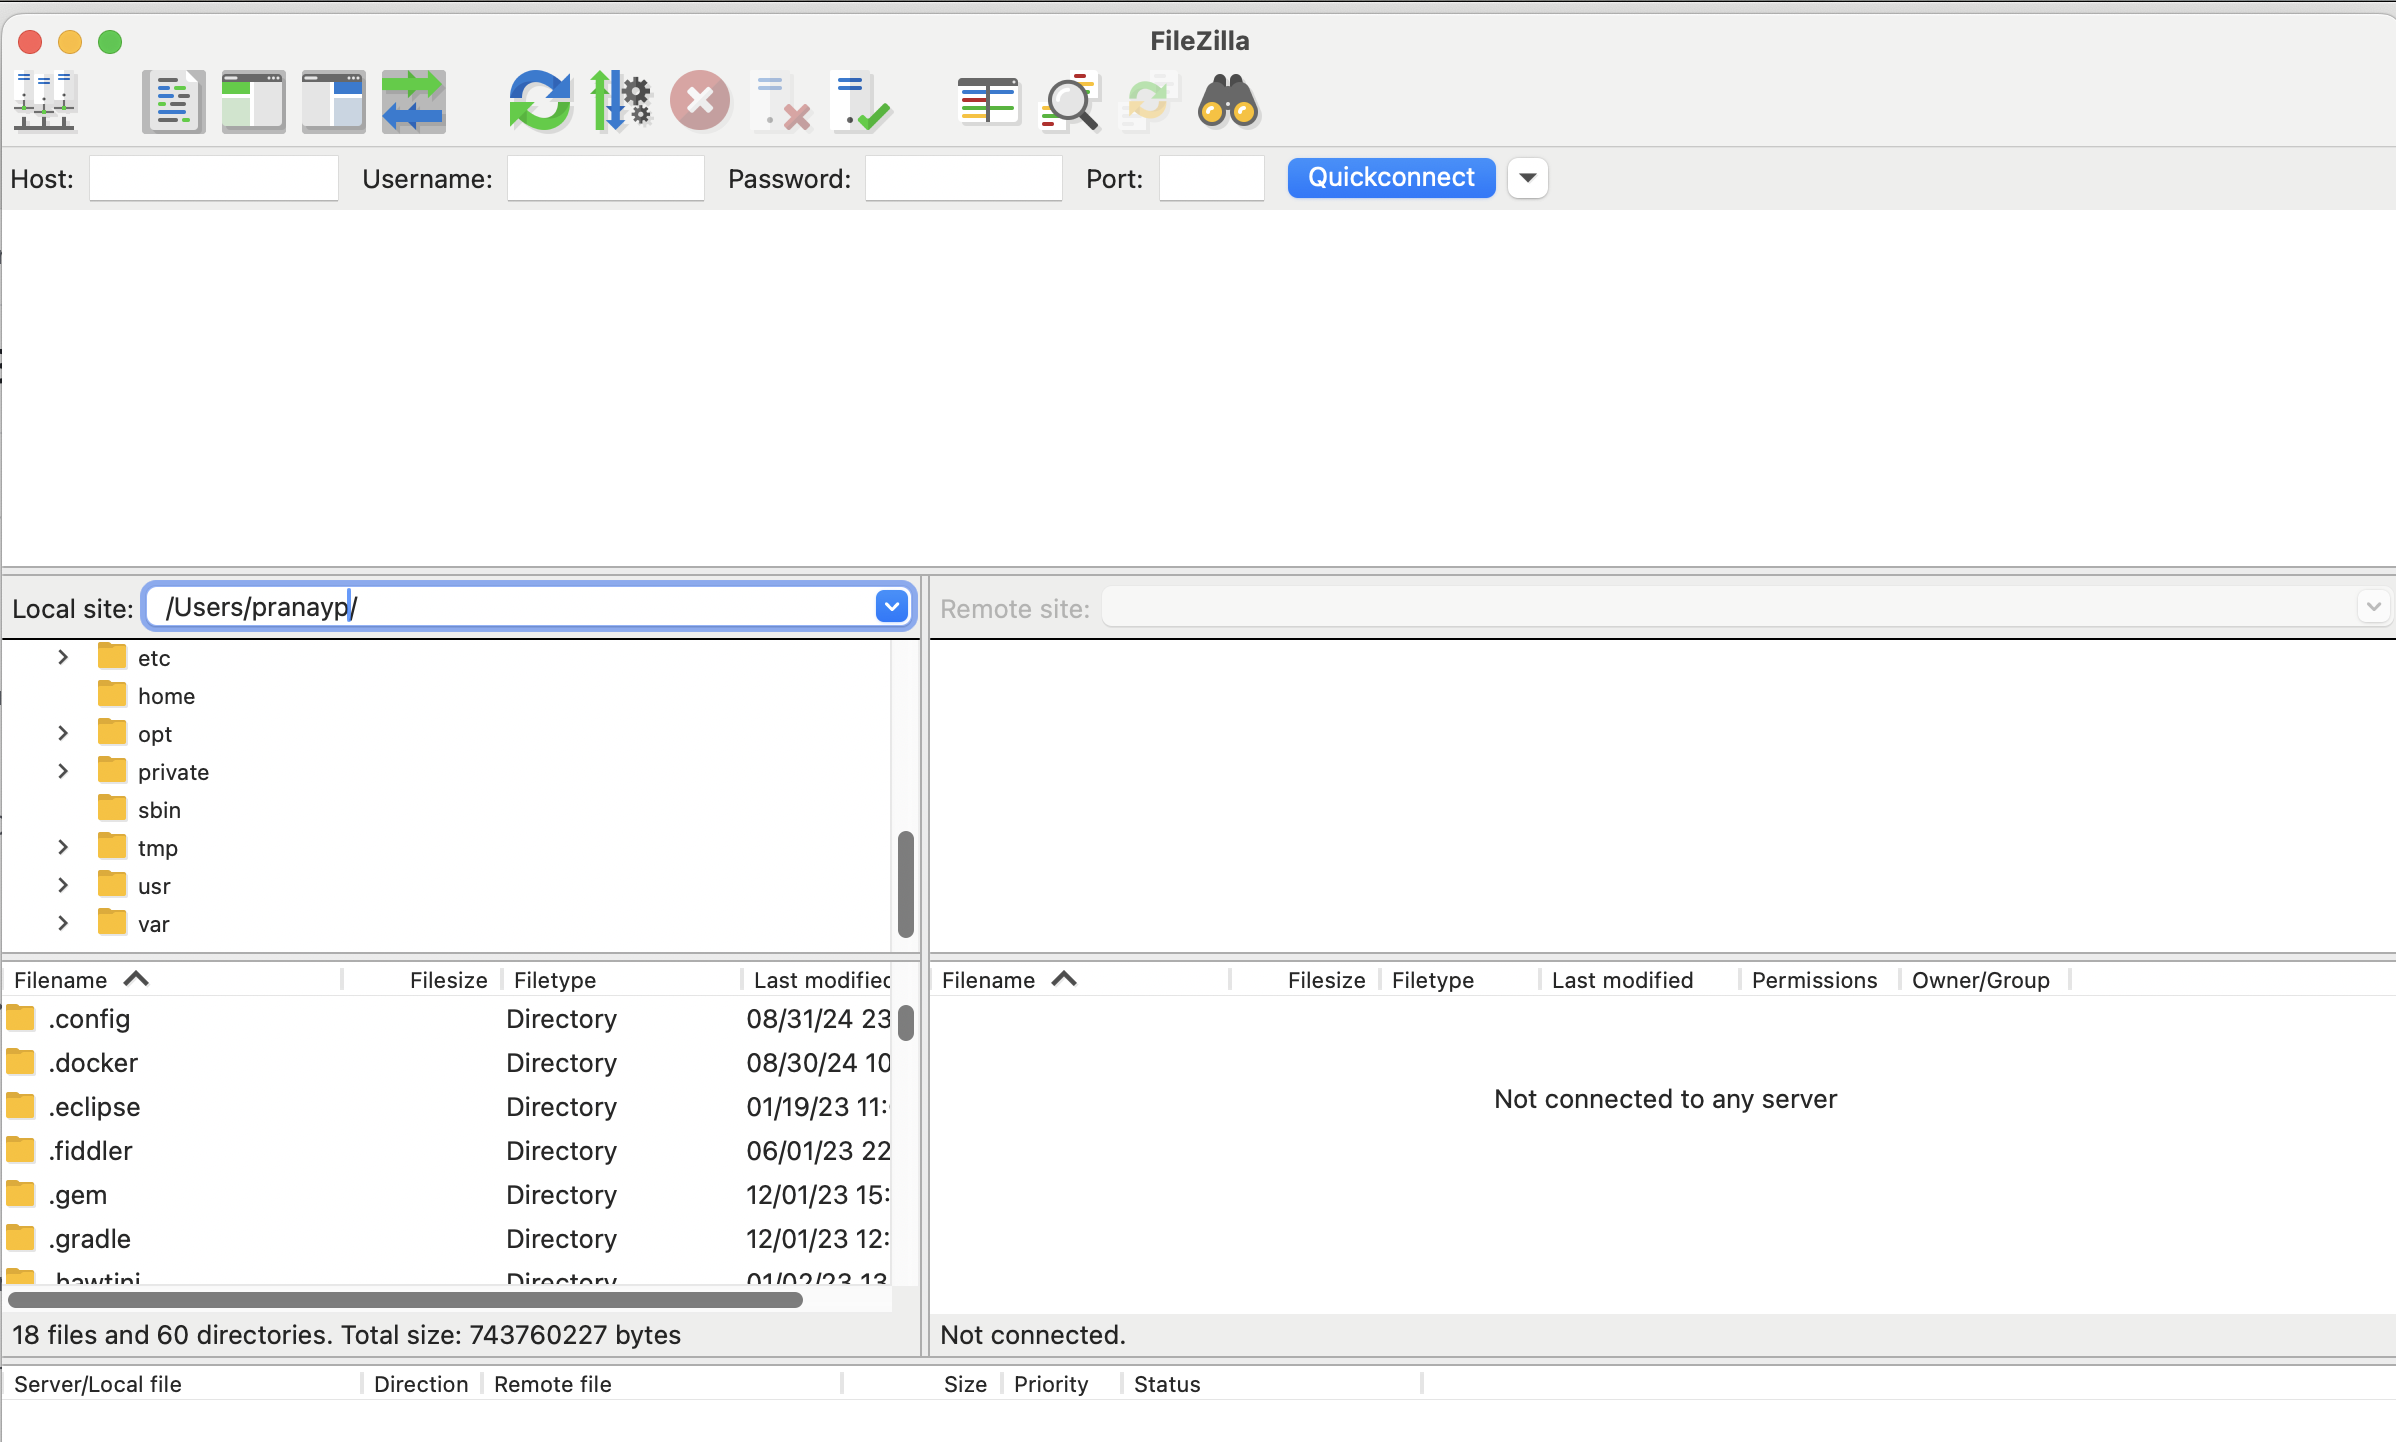 FileZilla
Host: Username: Password: Port: Quickconnect
Local site: /Users/pranayp/
etc
home
opt
private
sbin
tmp
usr
var
Filename Filesize Filetype Last modified
.config Directory 08/31/24 23
.docker Directory 08/30/24 10
.eclipse Directory 01/19/23 11:
.fiddler Directory 06/01/23 22
.gem Directory 12/01/23 15:
.gradle Directory 12/01/23 12:
.hawtjni Directory 01/02/23 13
18 files and 60 directories. Total size: 743760227 bytes
Remote site:
Filename Filesize Filetype Last modified Permissions Owner/Group
Not connected to any server
Not connected.
Server/Local file Direction Remote file Size Priority Status